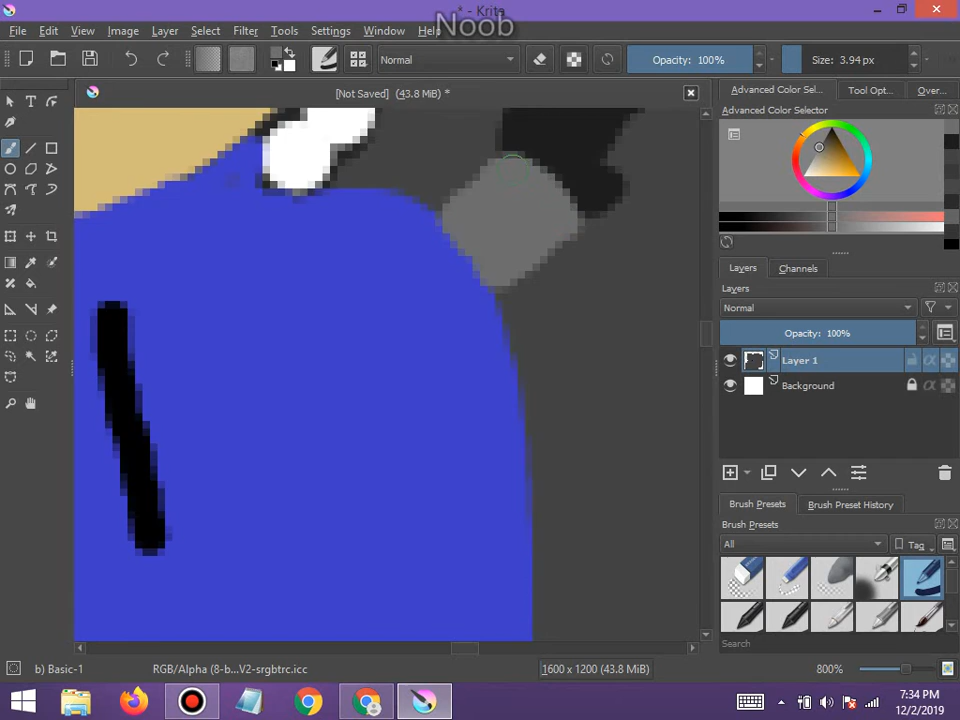 * - Krita
Noob
File Edit View Image Layer Select Filter Tools Settings Window Help
Normal Opacity: 100% Size: 3.94 px
[Not Saved] (43.8 MiB) *
Advanced Color Sel... Tool Opt... Over...
Advanced Color Selector
Layers Channels
Layers
Normal
Opacity: 100%
Layer 1
Background
Brush Presets Brush Preset History
Brush Presets
All Tag
Search
b) Basic-1 RGB/Alpha (8-b...V2-srgbtrc.icc 1600 x 1200 (43.8 MiB) 800%
7:34 PM
12/2/2019